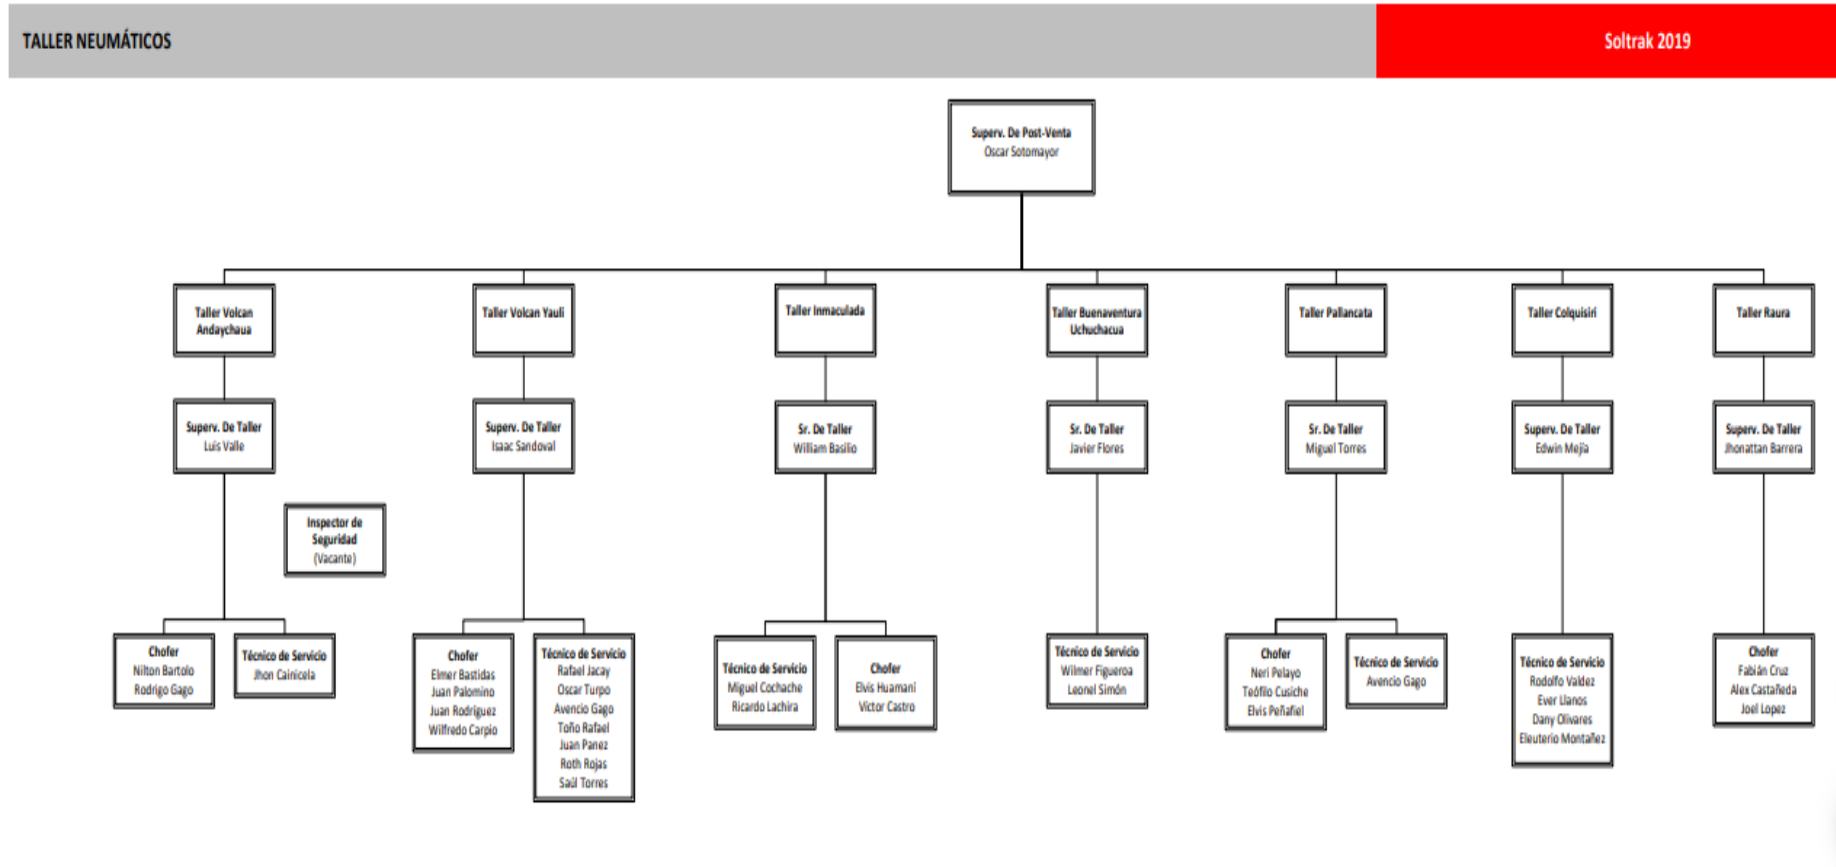 TALLER NEUMÁTICOS
Soltrak 2019
Superv. De Post-Venta
Oscar Sotomayor
Taller Volcan
Andaychaua
Taller Volcan Yauli
Taller Inmaculada
Taller Buenaventura
Uchuchacua
Taller Pallancata
Taller Colquisiri
Taller Raura
Superv. De Taller
Luis Valle
Superv. De Taller
Isaac Sandoval
Sr. De Taller
William Basilio
Sr. De Taller
Javier Flores
Sr. De Taller
Miguel Torres
Superv. De Taller
Edwin Mejía
Superv. De Taller
Jhonattan Barrera
Inspector de
Seguridad
(Vacante)
Chofer
Nilton Bartolo
Rodrigo Gago
Técnico de Servicio
Jhon Cainicela
Chofer
Elmer Bastidas
Juan Palomino
Juan Rodríguez
Wilfredo Carpio
Técnico de Servicio
Rafael Jacay
Oscar Turpo
Avencio Gago
Toño Rafael
Juan Panez
Roth Rojas
Saúl Torres
Técnico de Servicio
Miguel Cochache
Ricardo Lachira
Chofer
Elvis Huamaní
Víctor Castro
Técnico de Servicio
Wilmer Figueroa
Leonel Simón
Chofer
Neri Pelayo
Teófilo Cusiche
Elvis Peñafiel
Técnico de Servicio
Avencio Gago
Técnico de Servicio
Rodolfo Valdez
Ever Llanos
Dany Olivares
Eleuterio Montañez
Chofer
Fabián Cruz
Alex Castañeda
Joel Lopez